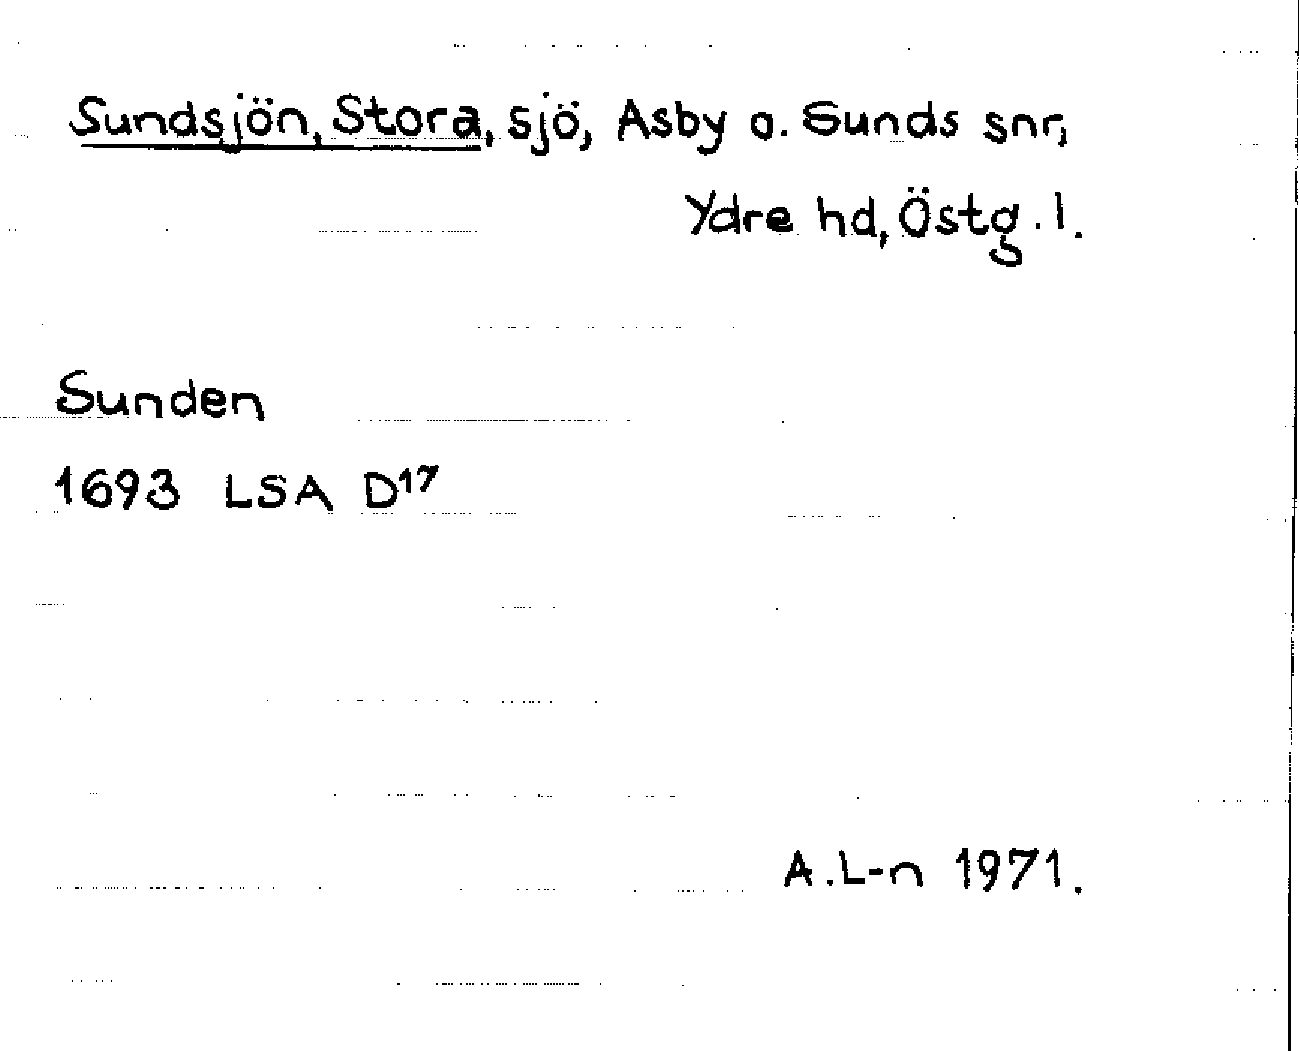 Sundsjön, Stora, sjö, Asby o. Sunds snr,
Ydre hd, Östg. l.
Sunden
1693 LSA D17
A.L-n 1971.